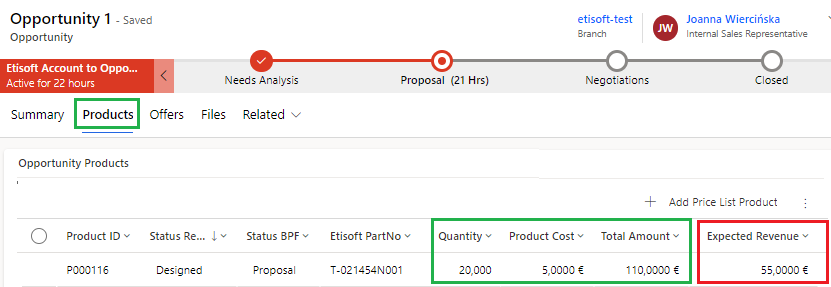 Opportunity 1 - Saved
Opportunity
etisoft-test
Branch
JW
Joanna Wiercińska
Internal Sales Representative
Etisoft Account to Oppo...
Active for 22 hours
Needs Analysis
Proposal (21 Hrs)
Negotiations
Closed
Summary Products Offers Files Related
Opportunity Products
+ Add Price List Product
Product ID Status Re... ↓ Status BPF Etisoft PartNo Quantity Product Cost Total Amount Expected Revenue
P000116 Designed Proposal T-021454N001 20,000 5,0000 € 110,0000 € 55,0000 €